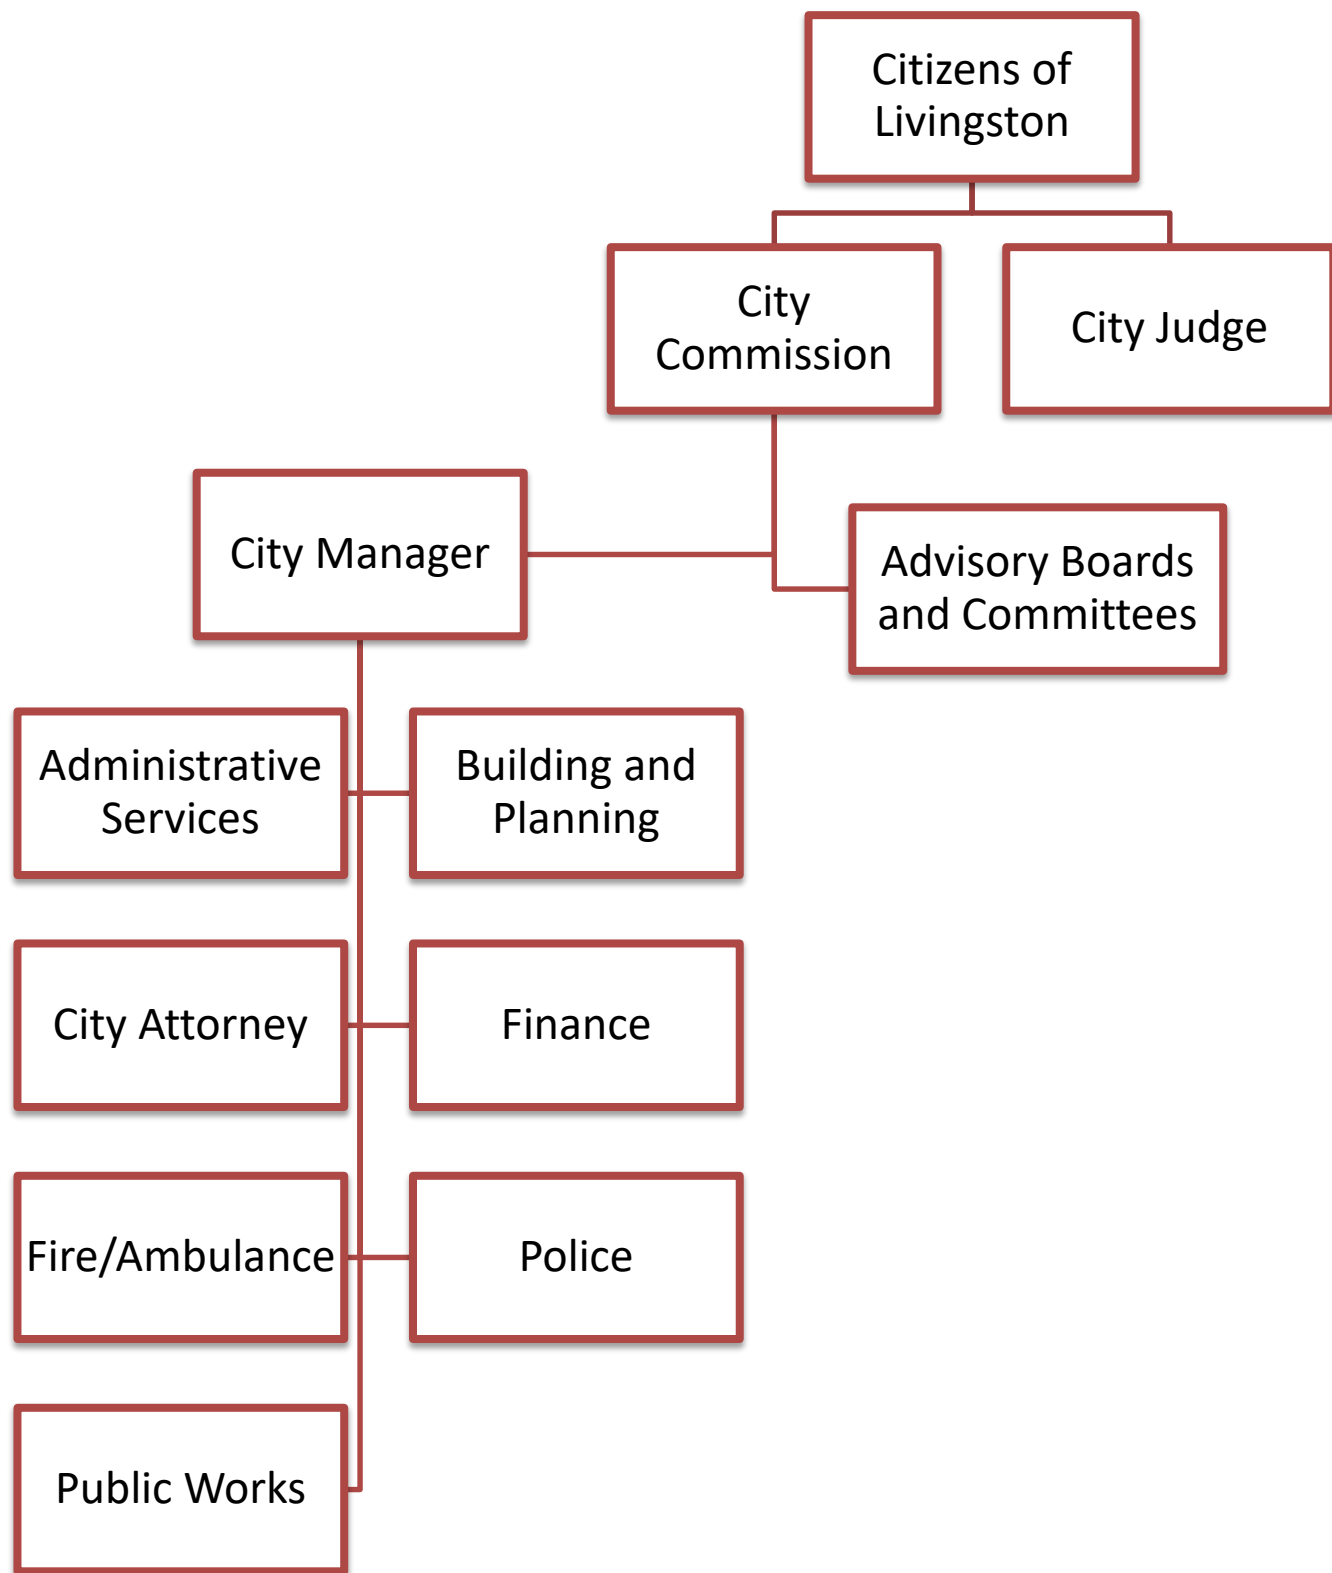 Citizens of
Livingston
City
Commission
City Judge
City Manager
Advisory Boards
and Committees
Administrative
Services
Building and
Planning
City Attorney
Finance
Fire/Ambulance
Police
Public Works